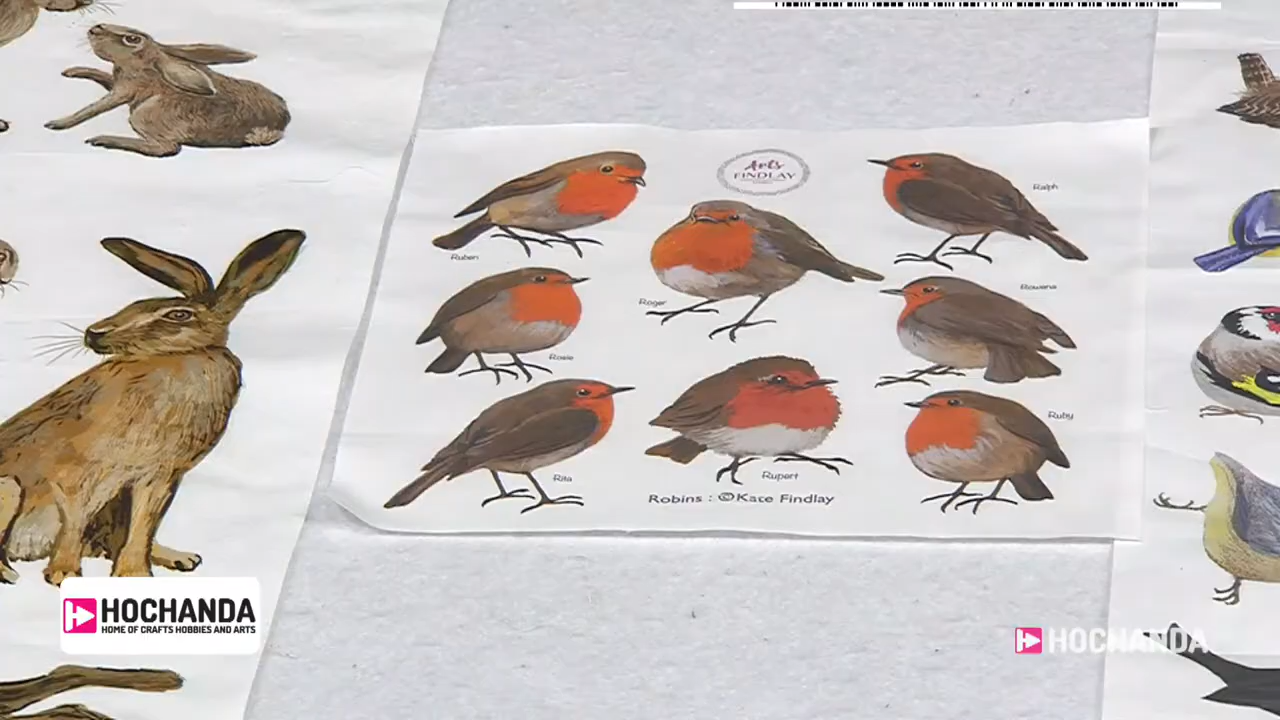 Arts
FINDLAY
Ralph
Ruben
Roger
Rowena
Rosie
Ruby
Rita
Rupert
Robins : ©Kate Findlay
HOCHANDA
HOME OF CRAFTS HOBBIES AND ARTS
HOCHANDA